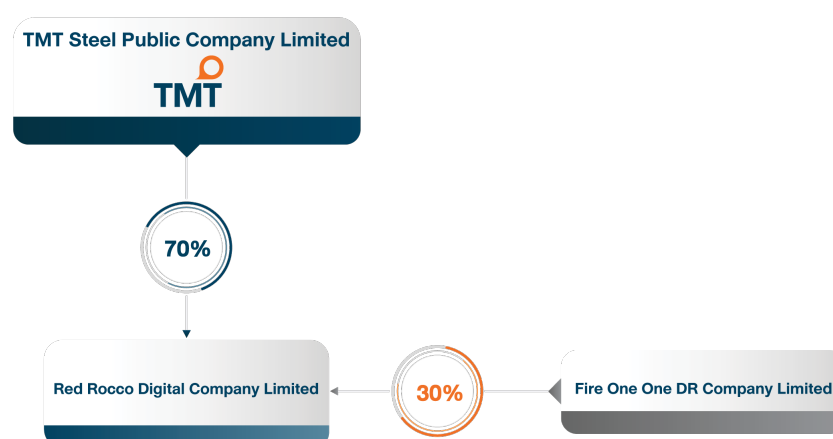 TMT Steel Public Company Limited
TMT
70%
Red Rocco Digital Company Limited
30%
Fire One One DR Company Limited